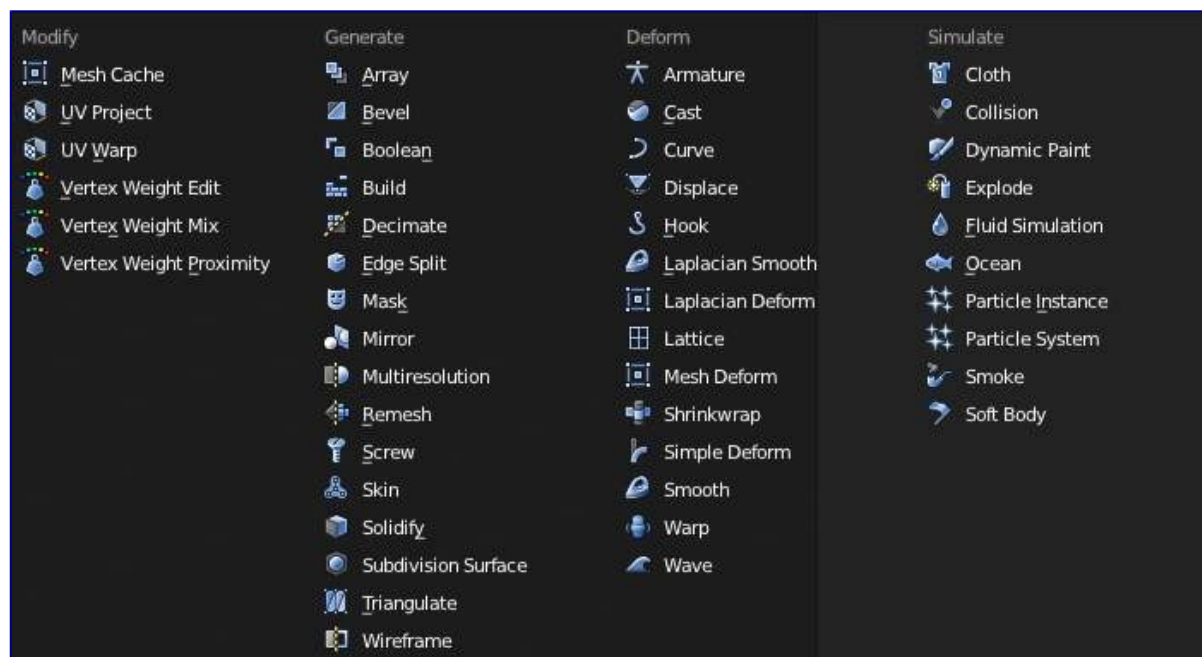 Modify
Mesh Cache
UV Project
UV Warp
Vertex Weight Edit
Vertex Weight Mix
Vertex Weight Proximity
Generate
Array
Bevel
Boolean
Build
Decimate
Edge Split
Mask
Mirror
Multiresolution
Remesh
Screw
Skin
Solidify
Subdivision Surface
Triangulate
Wireframe
Deform
Armature
Cast
Curve
Displace
Hook
Laplacian Smooth
Laplacian Deform
Lattice
Mesh Deform
Shrinkwrap
Simple Deform
Smooth
Warp
Wave
Simulate
Cloth
Collision
Dynamic Paint
Explode
Fluid Simulation
Ocean
Particle Instance
Particle System
Smoke
Soft Body